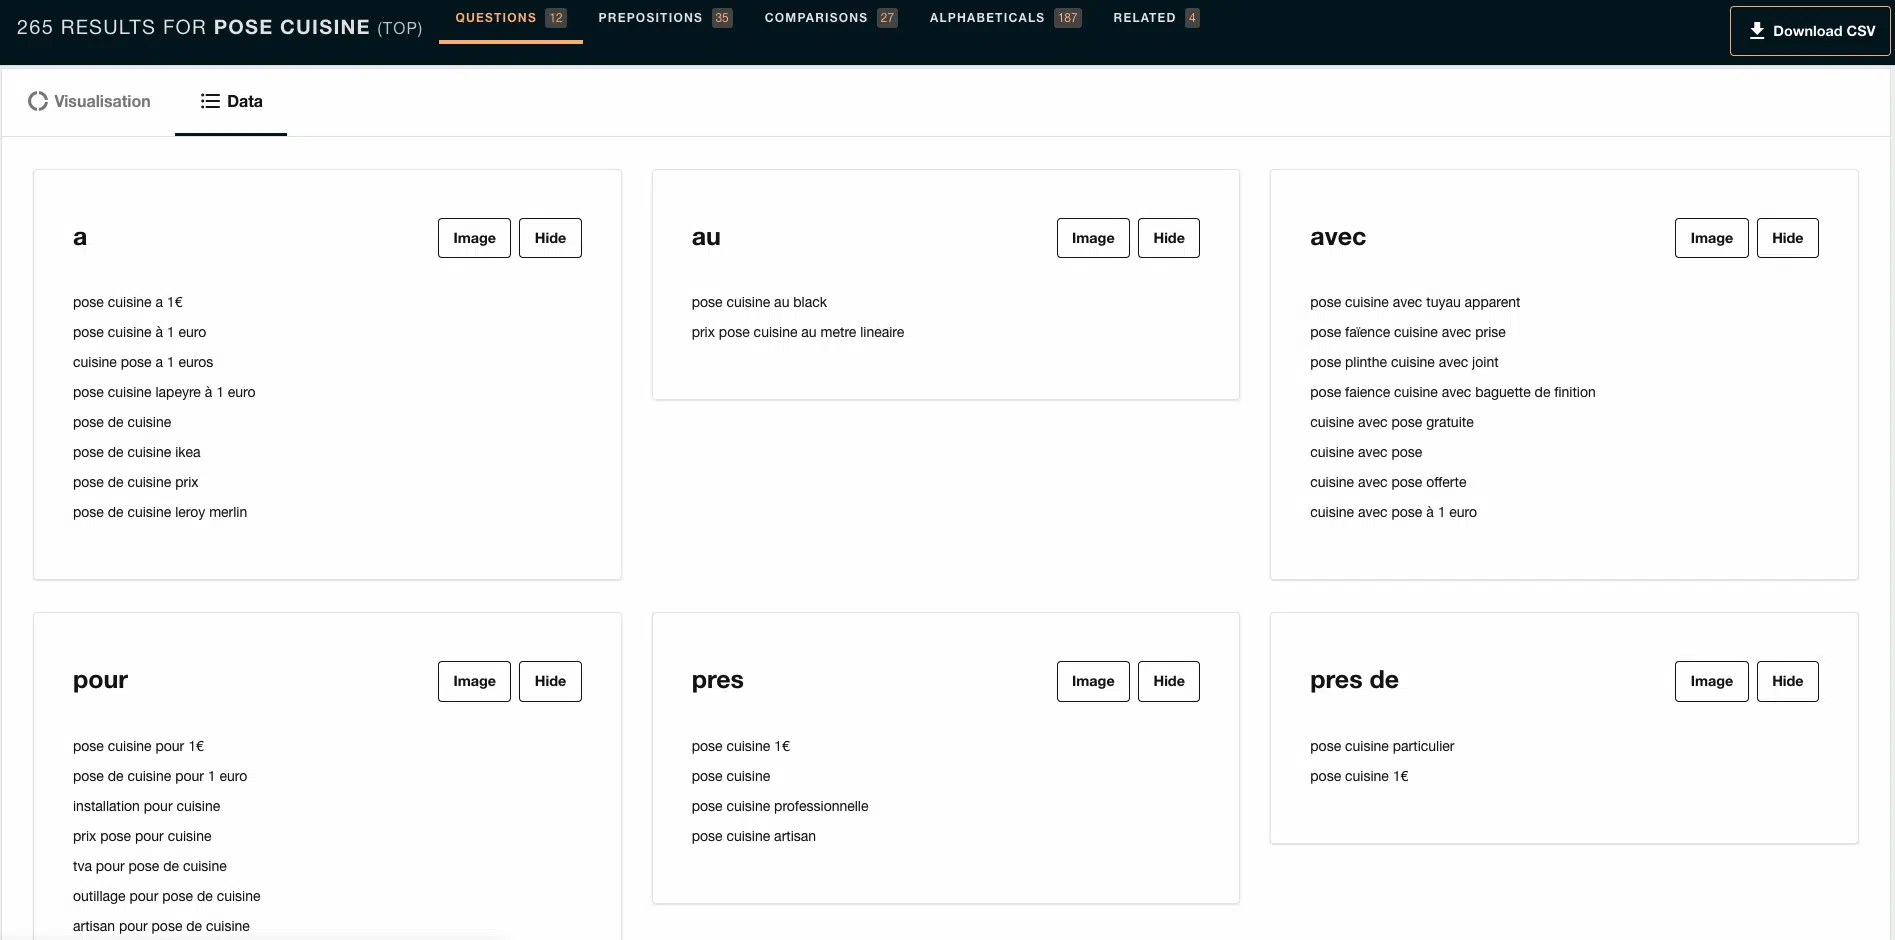 265 RESULTS FOR POSE CUISINE (TOP)
QUESTIONS 12
PREPOSITIONS 35
COMPARISONS 27
ALPHABETICALS 187
RELATED 4
Download CSV
Visualisation
Data
a
Image
Hide
pose cuisine a 1€
pose cuisine à 1 euro
cuisine pose a 1 euros
pose cuisine lapeyre à 1 euro
pose de cuisine
pose de cuisine ikea
pose de cuisine prix
pose de cuisine leroy merlin
au
Image
Hide
pose cuisine au black
prix pose cuisine au metre lineaire
avec
Image
Hide
pose cuisine avec tuyau apparent
pose faïence cuisine avec prise
pose plinthe cuisine avec joint
pose faience cuisine avec baguette de finition
cuisine avec pose gratuite
cuisine avec pose
cuisine avec pose offerte
cuisine avec pose à 1 euro
pour
Image
Hide
pose cuisine pour 1€
pose de cuisine pour 1 euro
installation pour cuisine
prix pose pour cuisine
tva pour pose de cuisine
outillage pour pose de cuisine
artisan pour pose de cuisine
pres
Image
Hide
pose cuisine 1€
pose cuisine
pose cuisine professionnelle
pose cuisine artisan
pres de
Image
Hide
pose cuisine particulier
pose cuisine 1€